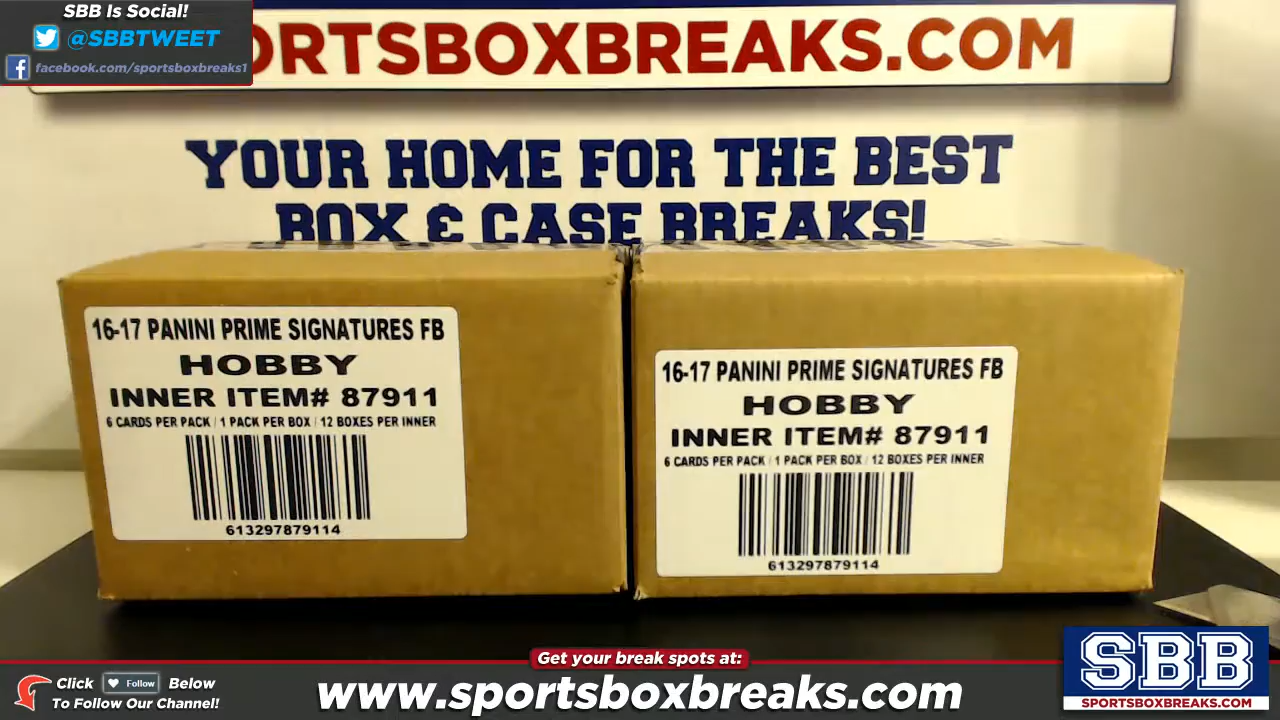 SBB Is Social!
@SBBTWEET
facebook.com/sportsboxbreaks1
ORTSBOXBREAKS.COM
YOUR HOME FOR THE BEST
BOX & CASE BREAKS!
16-17 PANINI PRIME SIGNATURES FB
HOBBY
INNER ITEM# 87911
6 CARDS PER PACK / 1 PACK PER BOX / 12 BOXES PER INNER
613297879114
16-17 PANINI PRIME SIGNATURES FB
HOBBY
INNER ITEM# 87911
6 CARDS PER PACK / 1 PACK PER BOX / 12 BOXES PER INNER
613297879114
Get your break spots at:
Click Follow Below
To Follow Our Channel!
www.sportsboxbreaks.com
SBB
SPORTSBOXBREAKS.COM